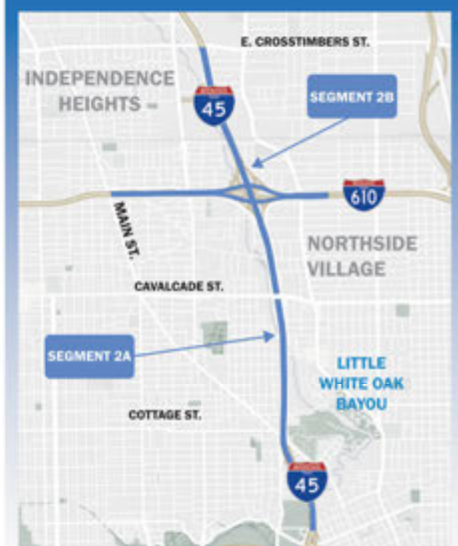 E. CROSSTIMBERS ST.
INDEPENDENCE
HEIGHTS
SEGMENT 2B
45
610
MAIN ST.
NORTHSIDE
VILLAGE
CAVALCADE ST.
SEGMENT 2A
LITTLE
WHITE OAK
BAYOU
COTTAGE ST.
45